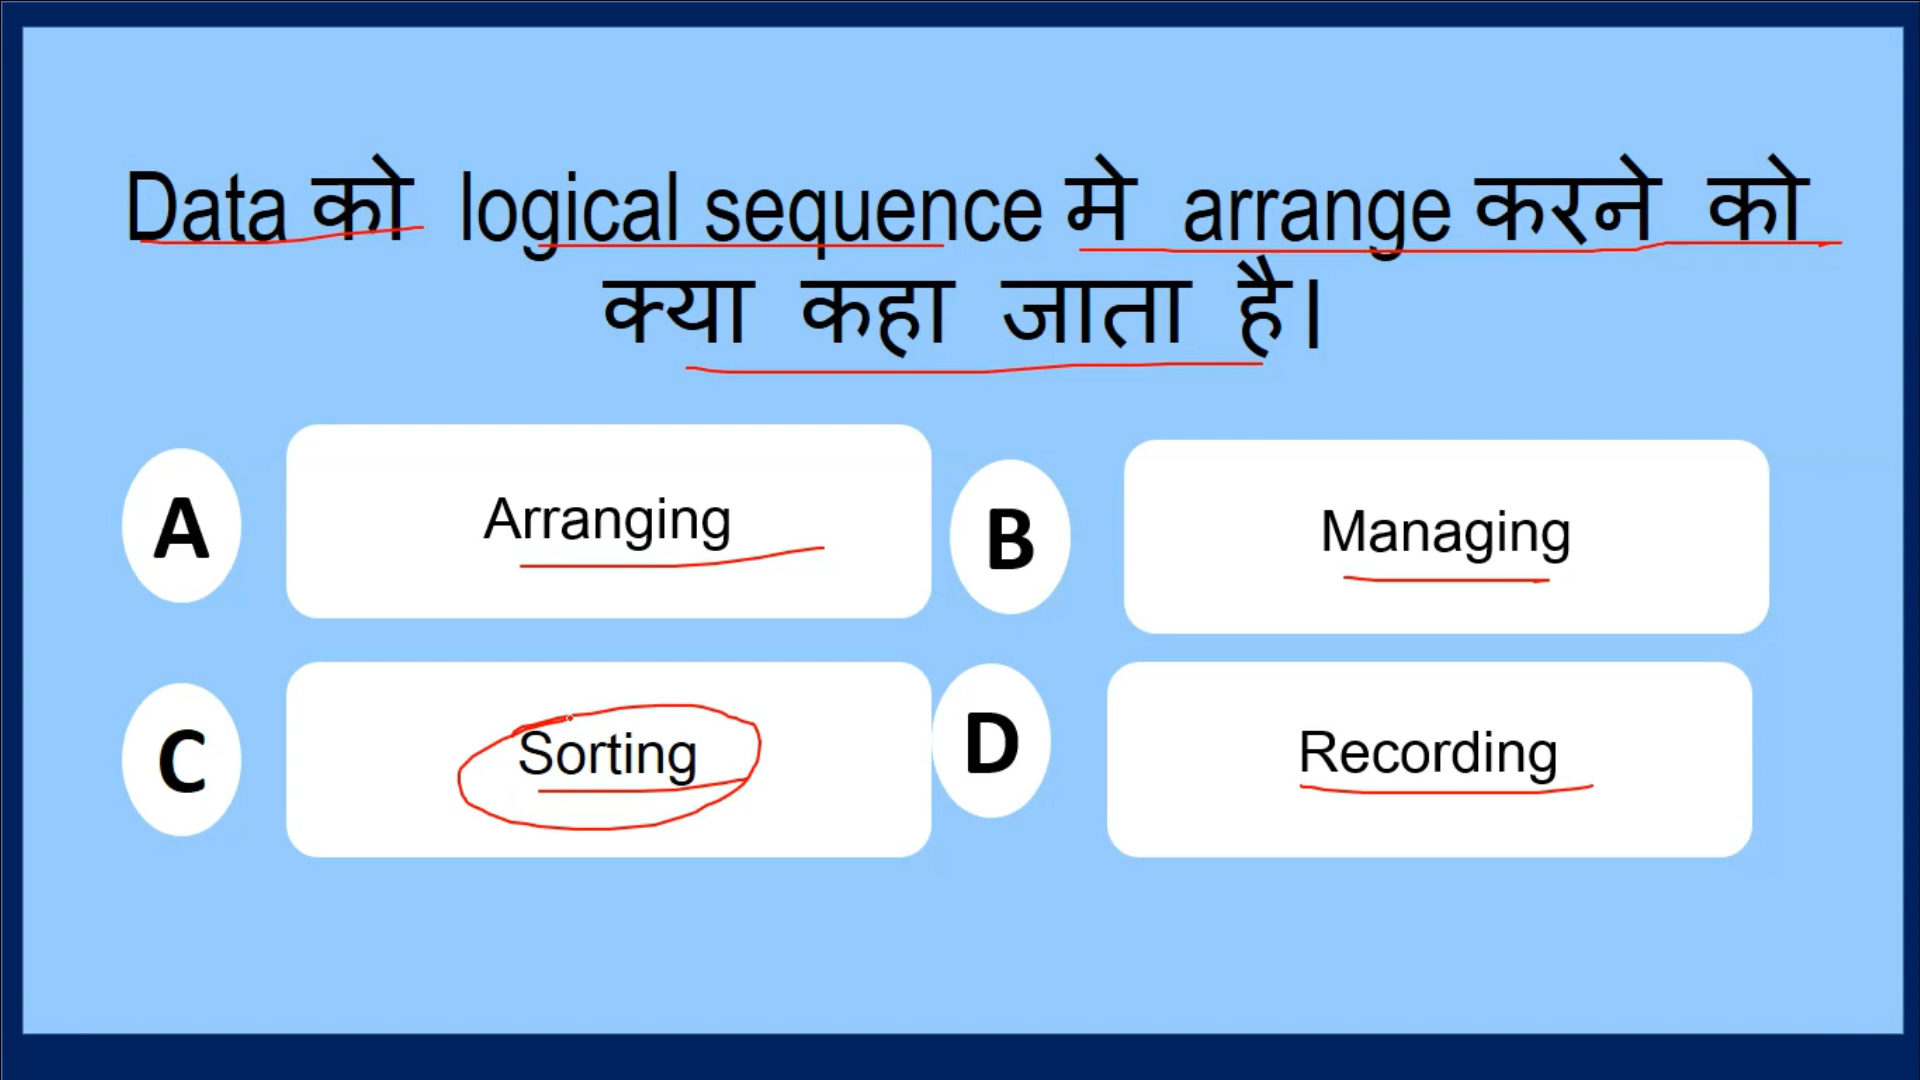 Data को logical sequence मे arrange करने को
क्या कहा जाता है।
A
Arranging
B
Managing
C
Sorting
D
Recording